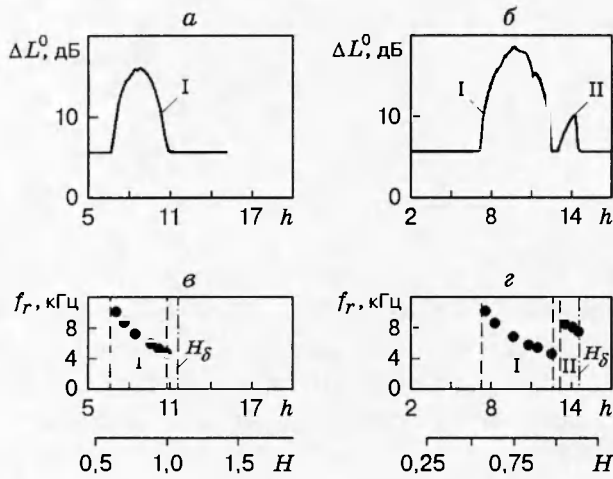 а б
ΔL⁰, дБ ΔL⁰, дБ
I I II
10 10
0 0
5 11 17 h 2 8 14 h
в г
f_r, кГц f_r, кГц
8 8
4 I H_δ 4 I II H_δ
0 0
5 11 17 h 2 8 14 h
0,5 1,0 1,5 H 0,25 0,75 H